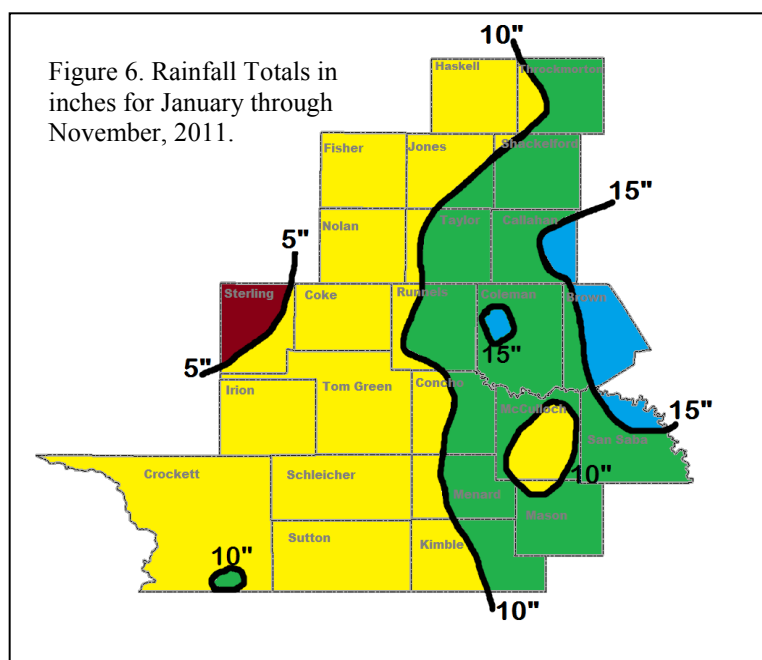 Figure 6. Rainfall Totals in
inches for January through
November, 2011.
10"
Haskell
Throckmorton
Fisher
Jones
Shackelford
15"
Nolan
Taylor
Callahan
5"
Sterling
Coke
Runnels
Coleman
Brown
15"
5"
Irion
Tom Green
Concho
McCulloch
15"
San Saba
Crockett
Schleicher
10"
Menard
Mason
Sutton
Kimble
10"
10"